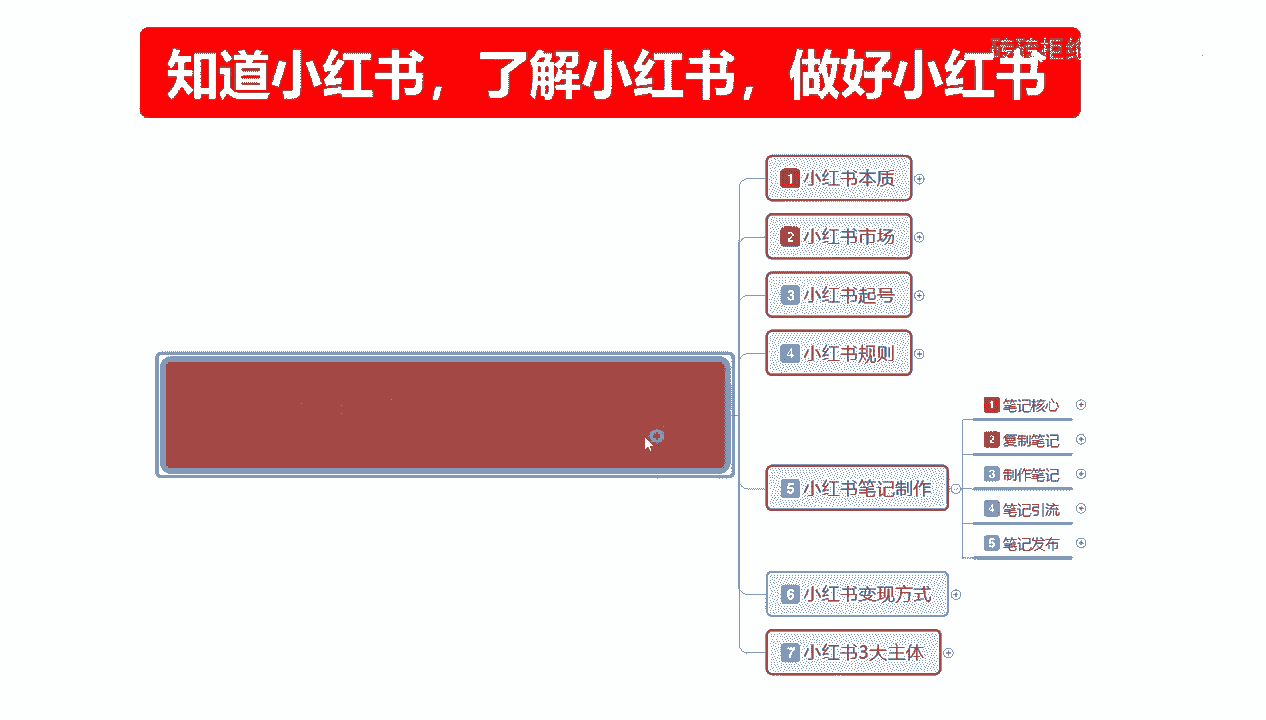 知道小红书，了解小红书，做好小红书
1 小红书本质
2 小红书市场
3 小红书起号
4 小红书规则
5 小红书笔记制作
1 笔记核心
2 复制笔记
3 制作笔记
4 笔记引流
5 笔记发布
6 小红书变现方式
7 小红书3大主体